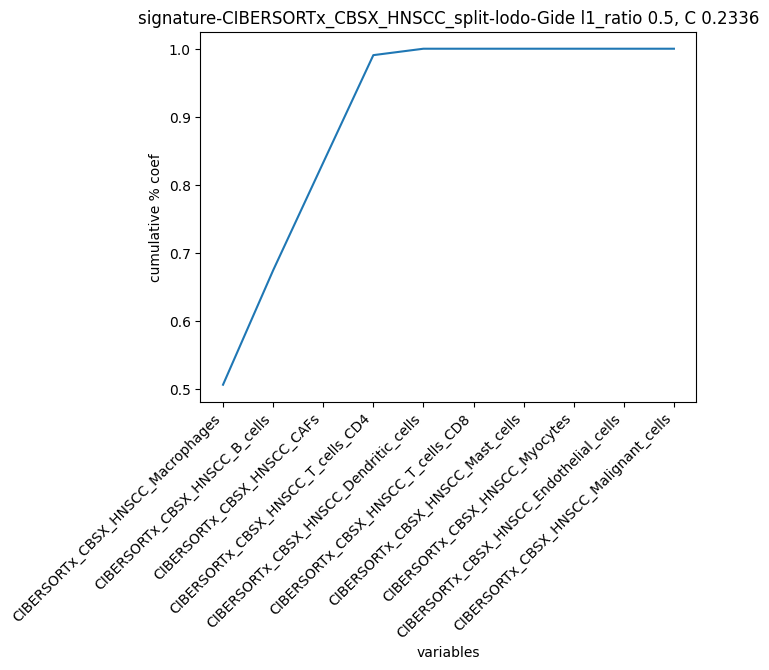 signature-CIBERSORTx_CBSX_HNSCC_split-lodo-Gide l1_ratio 0.5, C 0.2336
cumulative % coef
1.0
0.9
0.8
0.7
0.6
0.5
CIBERSORTx_CBSX_HNSCC_Macrophages
CIBERSORTx_CBSX_HNSCC_B_cells
CIBERSORTx_CBSX_HNSCC_CAFs
CIBERSORTx_CBSX_HNSCC_T_cells_CD4
CIBERSORTx_CBSX_HNSCC_Dendritic_cells
CIBERSORTx_CBSX_HNSCC_T_cells_CD8
CIBERSORTx_CBSX_HNSCC_Mast_cells
CIBERSORTx_CBSX_HNSCC_Myocytes
CIBERSORTx_CBSX_HNSCC_Endothelial_cells
CIBERSORTx_CBSX_HNSCC_Malignant_cells
variables